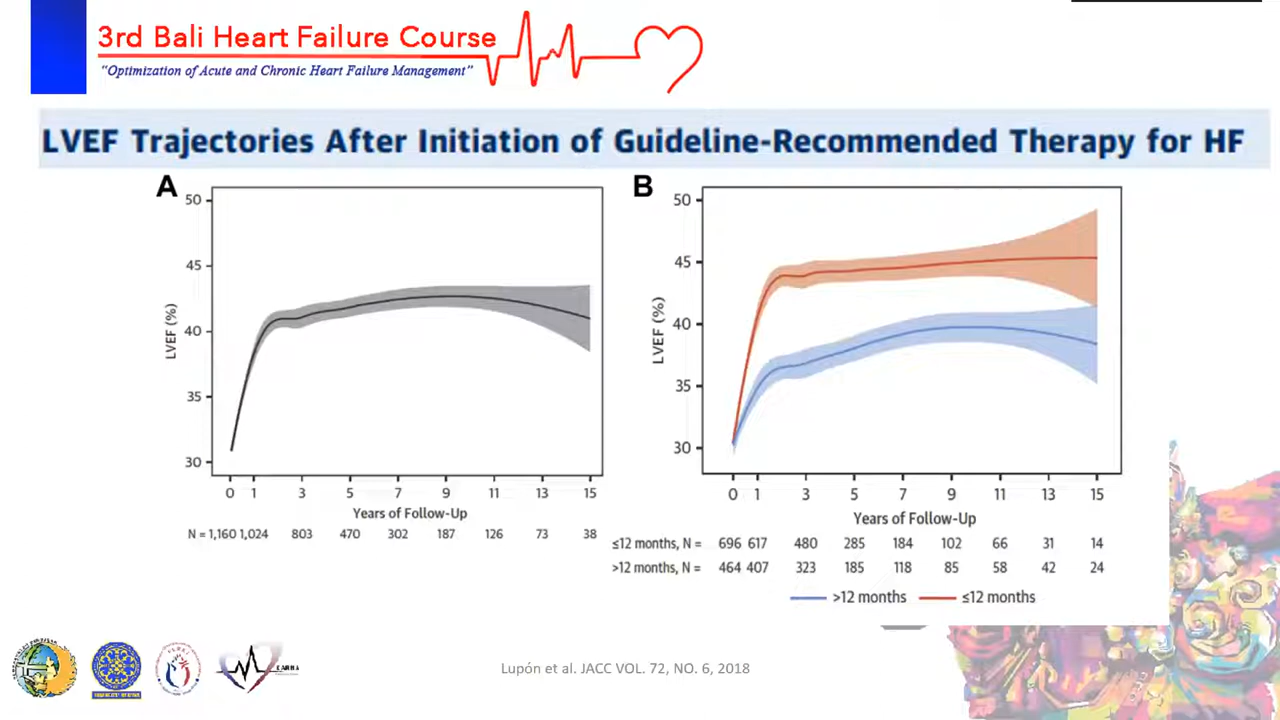 3rd Bali Heart Failure Course
“Optimization of Acute and Chronic Heart Failure Management”
LVEF Trajectories After Initiation of Guideline-Recommended Therapy for HF
A
50
45
40
35
30
LVEF (%)
0 1 3 5 7 9 11 13 15
Years of Follow-Up
N = 1,160 1,024 803 470 302 187 126 73 38
B
50
45
40
35
30
LVEF (%)
0 1 3 5 7 9 11 13 15
Years of Follow-Up
≤12 months, N = 696 617 480 285 184 102 66 31 14
>12 months, N = 464 407 323 185 118 85 58 42 24
>12 months ≤12 months
Lupón et al. JACC VOL. 72, NO. 6, 2018